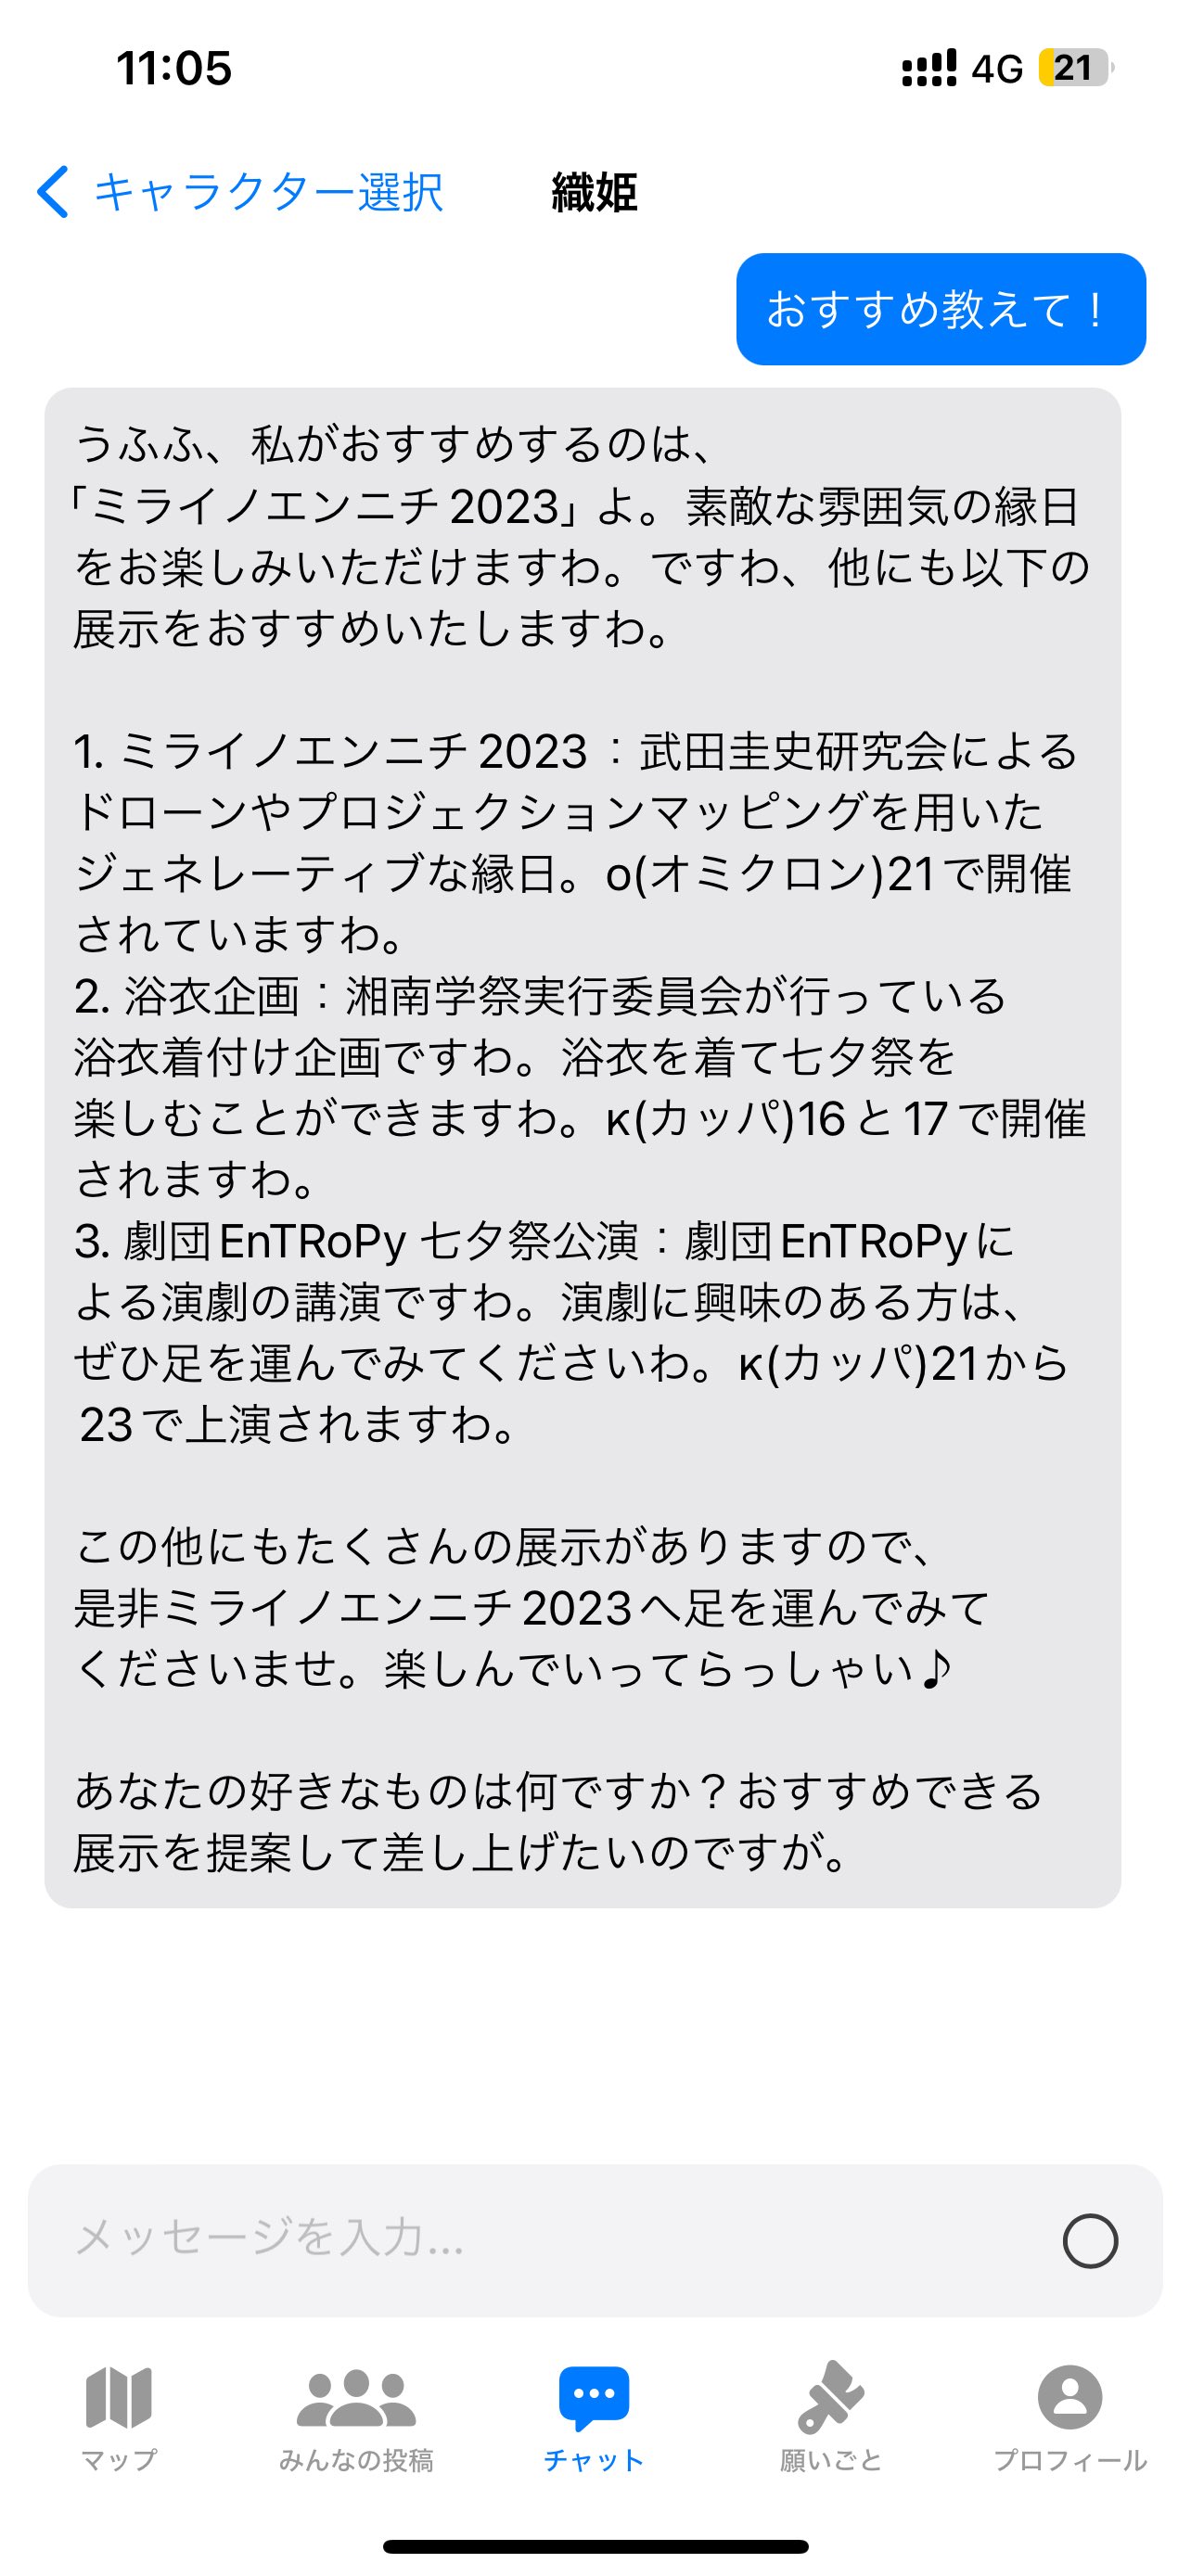 11:05
4G
21
キャラクター選択
織姫
おすすめ教えて！
うふふ、私がおすすめするのは、
「ミライノエンニチ2023」よ。素敵な雰囲気の縁日
をお楽しみいただけますわ。ですわ、他にも以下の
展示をおすすめいたしますわ。
1. ミライノエンニチ2023：武田圭史研究会による
ドローンやプロジェクションマッピングを用いた
ジェネレーティブな縁日。ο(オミクロン)21で開催
されていますわ。
2. 浴衣企画：湘南学祭実行委員会が行っている
浴衣着付け企画ですわ。浴衣を着て七夕祭を
楽しむことができますわ。κ(カッパ)16と17で開催
されますわ。
3. 劇団EnTRoPy 七夕祭公演：劇団EnTRoPyに
よる演劇の講演ですわ。演劇に興味のある方は、
ぜひ足を運んでみてくださいわ。κ(カッパ)21から
23で上演されますわ。
この他にもたくさんの展示がありますので、
是非ミライノエンニチ2023へ足を運んでみて
くださいませ。楽しんでいってらっしゃい♪
あなたの好きなものは何ですか？おすすめできる
展示を提案して差し上げたいのですが。
メッセージを入力...
マップ
みんなの投稿
チャット
願いごと
プロフィール